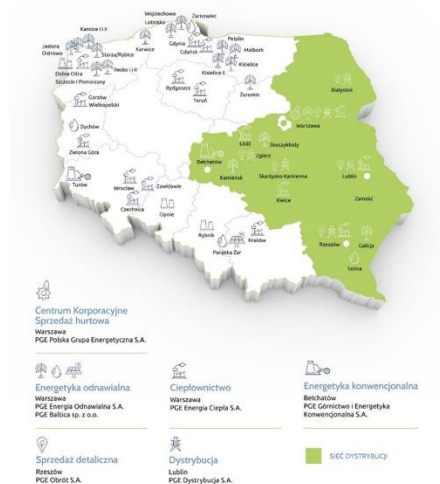 Wojciechowo
Lotnisko
Żarnowiec
Karnice I i II
Jeziora
Ostrowo
Starza/Rybice
Karwice
Gdynia
Gdańsk
Pelplin
Malbork
Kisielice
Kisielice II
Dolna Odra
Szczecin i Pomorzany
Resko I i II
Bydgoszcz
Toruń
Żuromin
Białystok
Gorzów
Wielkopolski
Dychów
Zielona Góra
Turów
Wrocław
Zawidawie
Czechnica
Opole
Rybnik
Porąbka Żar
Kraków
Bełchatów
Kamieńsk
Łódź
Zgierz
Skoczykłody
Warszawa
Skarżysko-Kamienna
Kielce
Lublin
Zamość
Rzeszów
Galicja
Solina
Centrum Korporacyjne
Sprzedaż hurtowa
Warszawa
PGE Polska Grupa Energetyczna S.A.
Energetyka odnawialna
Warszawa
PGE Energia Odnawialna S.A.
PGE Baltica sp. z o.o.
Ciepłownictwo
Warszawa
PGE Energia Ciepła S.A.
Energetyka konwencjonalna
Bełchatów
PGE Górnictwo i Energetyka
Konwencjonalna S.A.
Sprzedaż detaliczna
Rzeszów
PGE Obrót S.A.
Dystrybucja
Lublin
PGE Dystrybucja S.A.
SIEĆ DYSTRYBUCJI